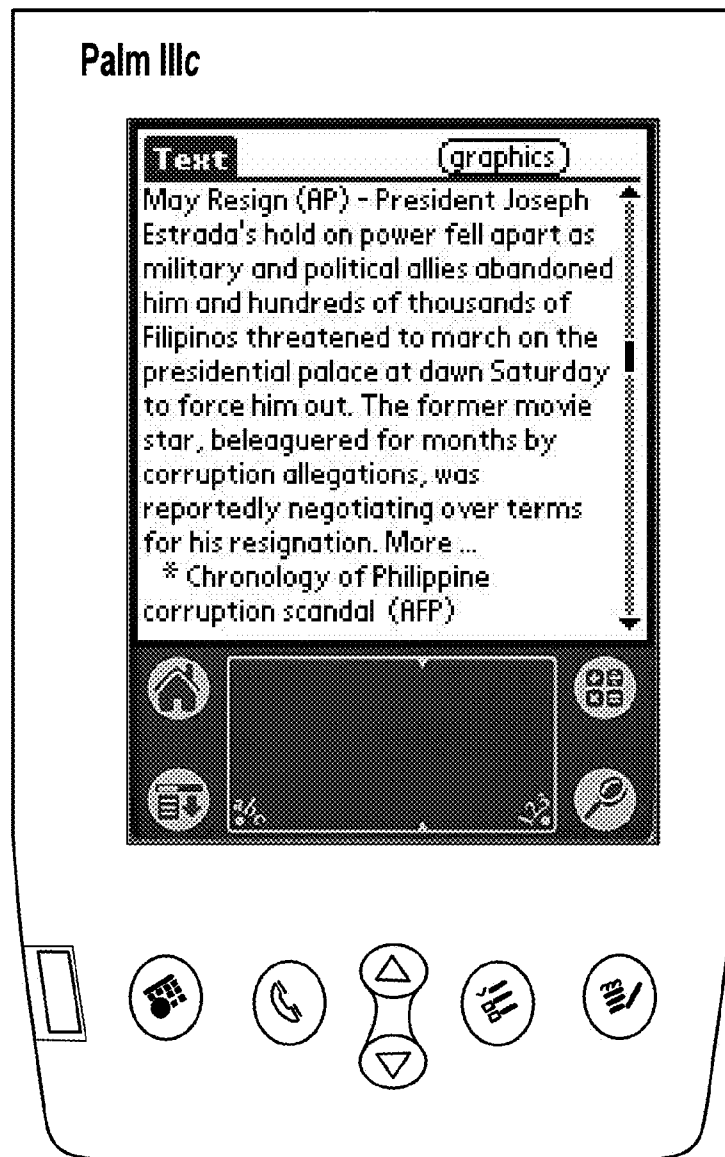 Palm IIIc
Text
(graphics)
May Resign (AP) - President Joseph
Estrada's hold on power fell apart as
military and political allies abandoned
him and hundreds of thousands of
Filipinos threatened to march on the
presidential palace at dawn Saturday
to force him out. The former movie
star, beleaguered for months by
corruption allegations, was
reportedly negotiating over terms
for his resignation. More ...
* Chronology of Philippine
corruption scandal (AFP)
abc
123